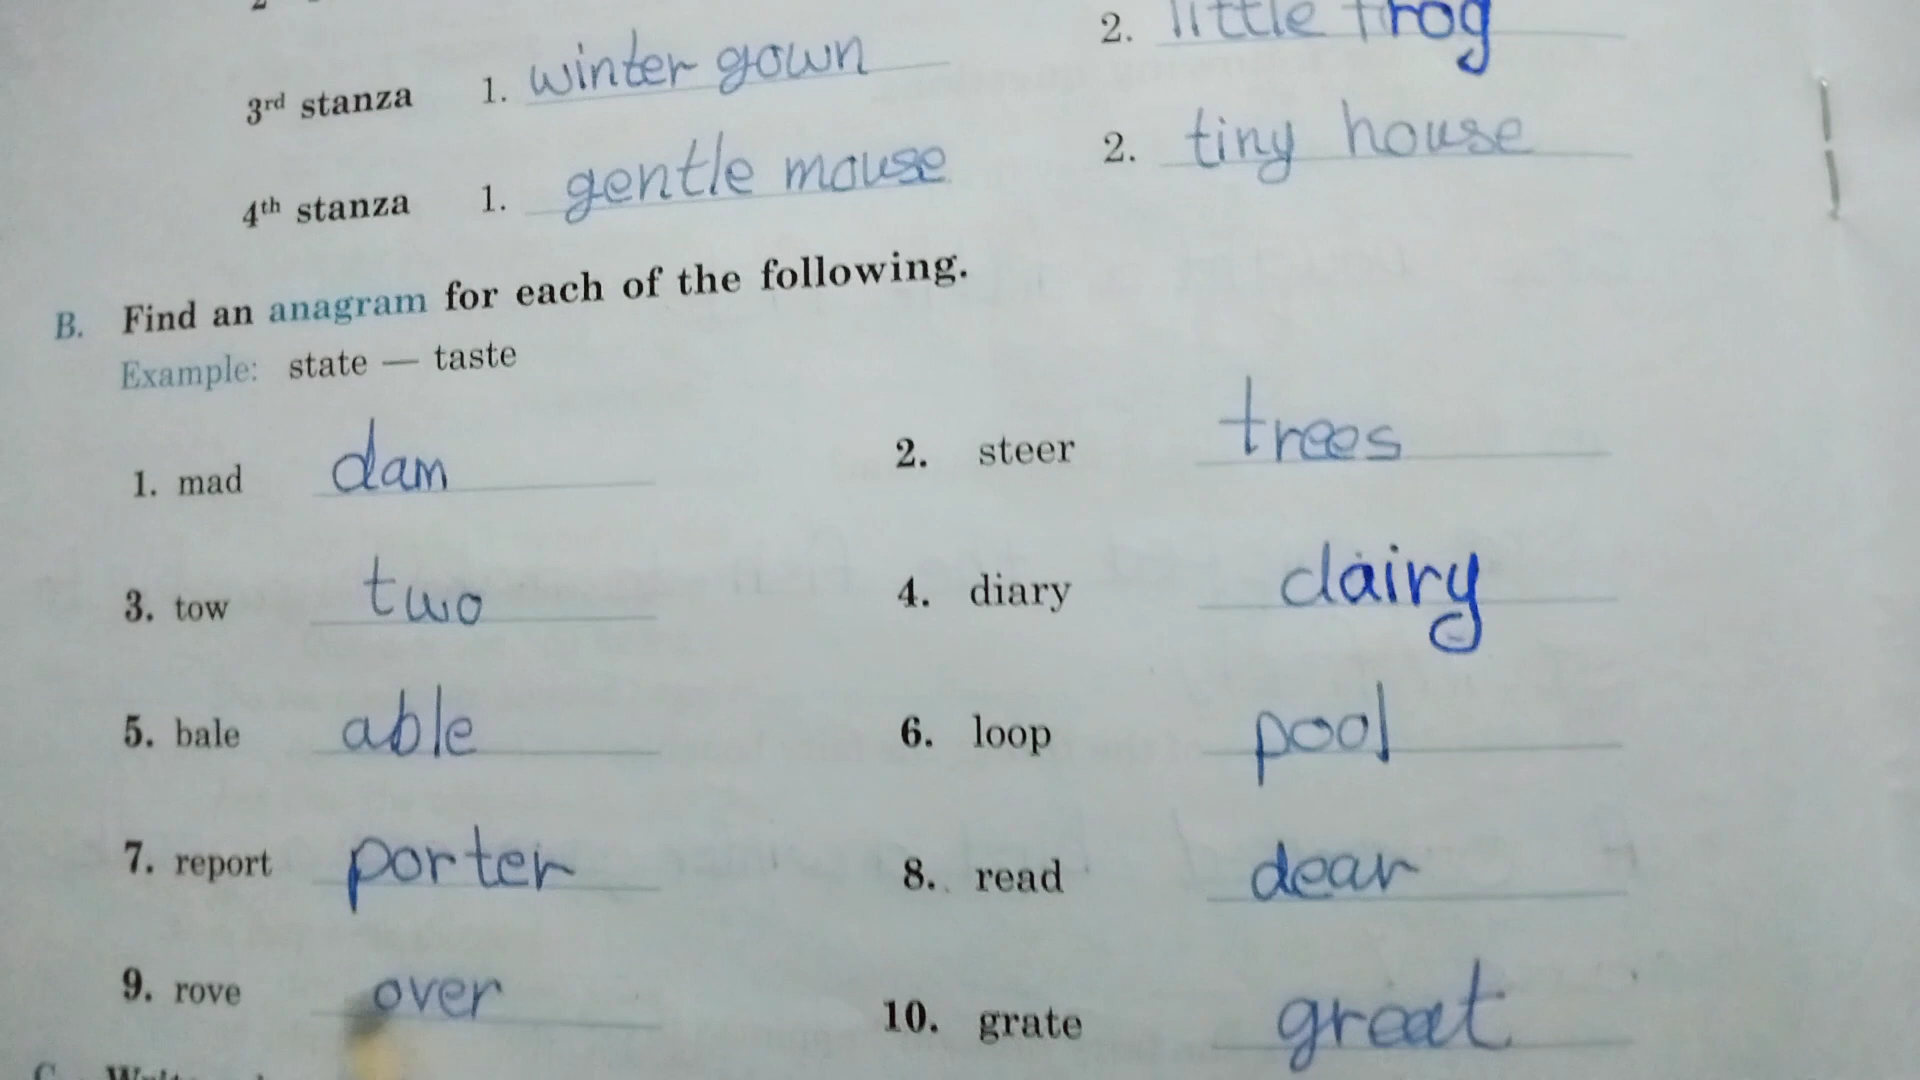 2. little frog
3rd stanza 1. winter gown
4th stanza 1. gentle mouse 2. tiny house
B. Find an anagram for each of the following.
Example: state — taste
1. mad dam 2. steer trees
3. tow two 4. diary dairy
5. bale able 6. loop pool
7. report porter 8. read dear
9. rove over 10. grate great